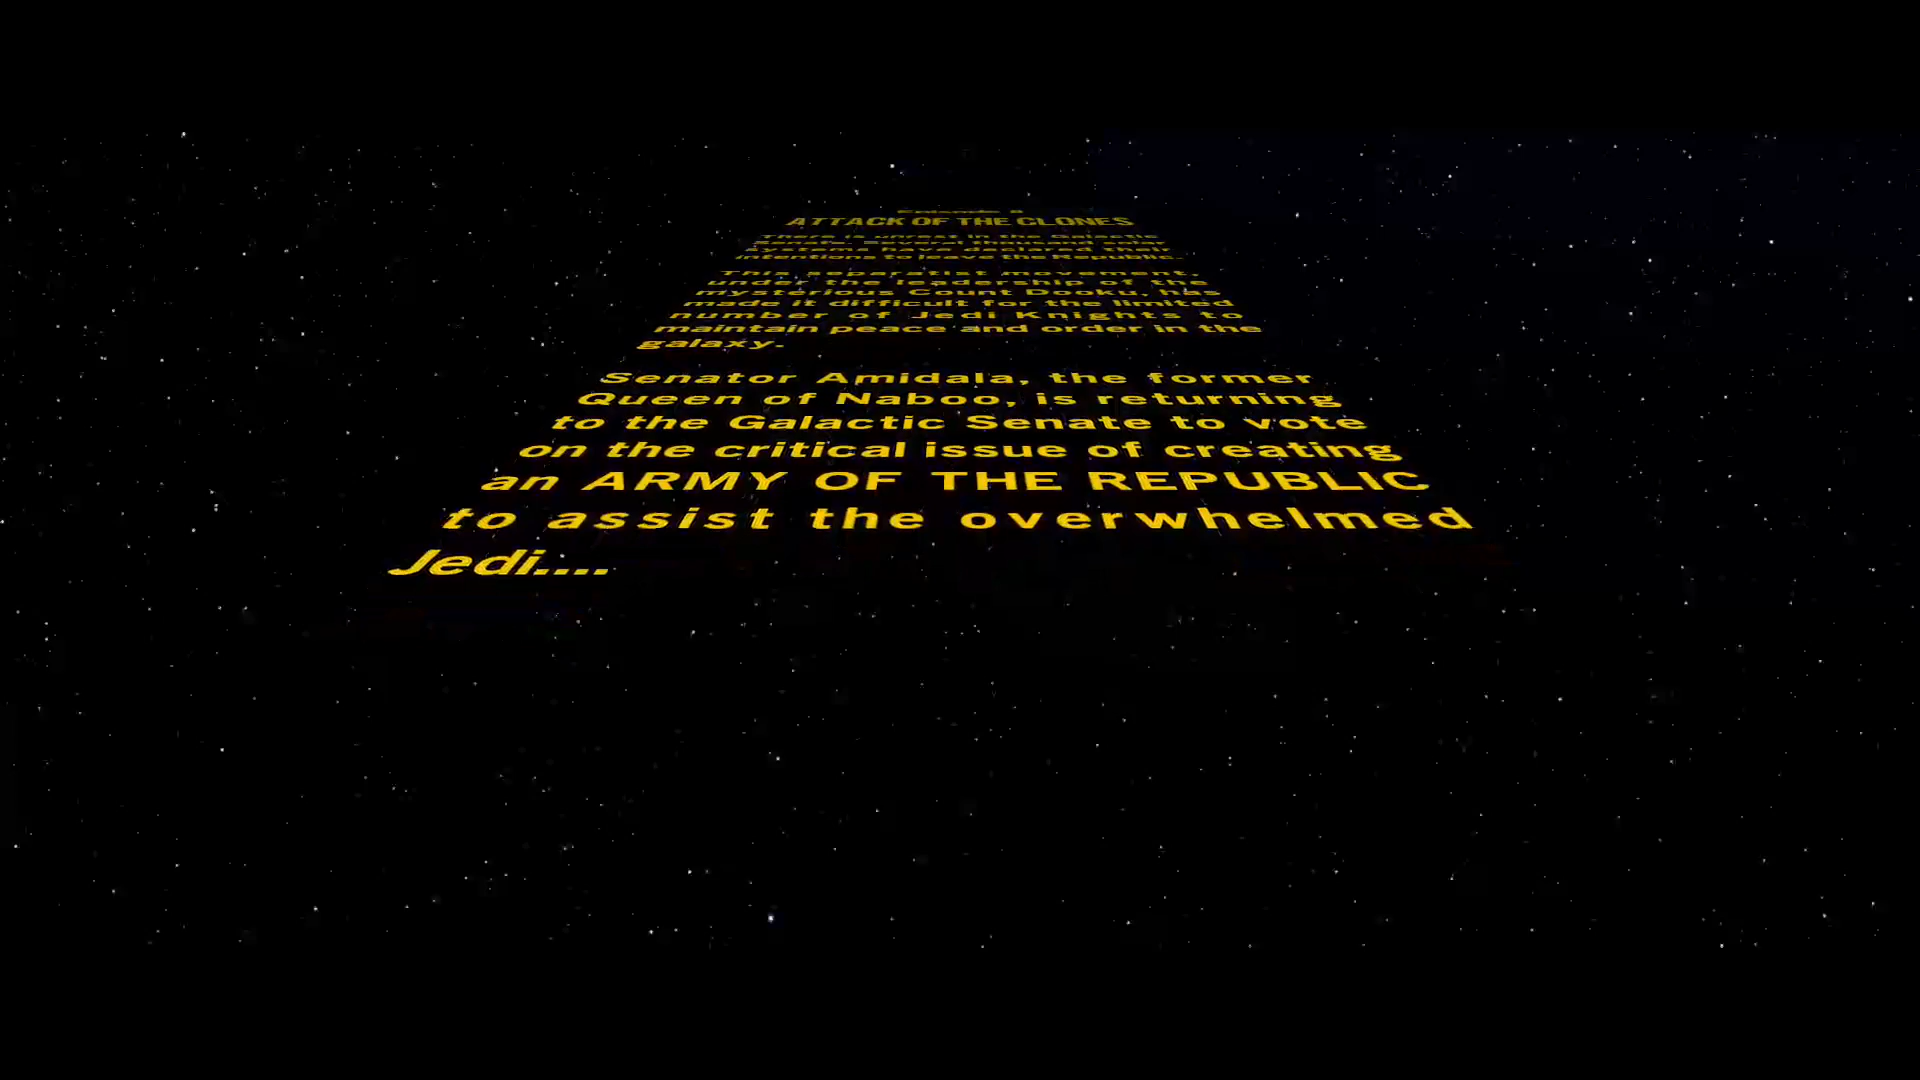 Episode II
ATTACK OF THE CLONES
There is unrest in the Galactic
Senate. Several thousand solar
systems have declared their
intentions to leave the Republic.
This separatist movement,
under the leadership of the
mysterious Count Dooku, has
made it difficult for the limited
number of Jedi Knights to
maintain peace and order in the
galaxy.
Senator Amidala, the former
Queen of Naboo, is returning
to the Galactic Senate to vote
on the critical issue of creating
an ARMY OF THE REPUBLIC
to assist the overwhelmed
Jedi....